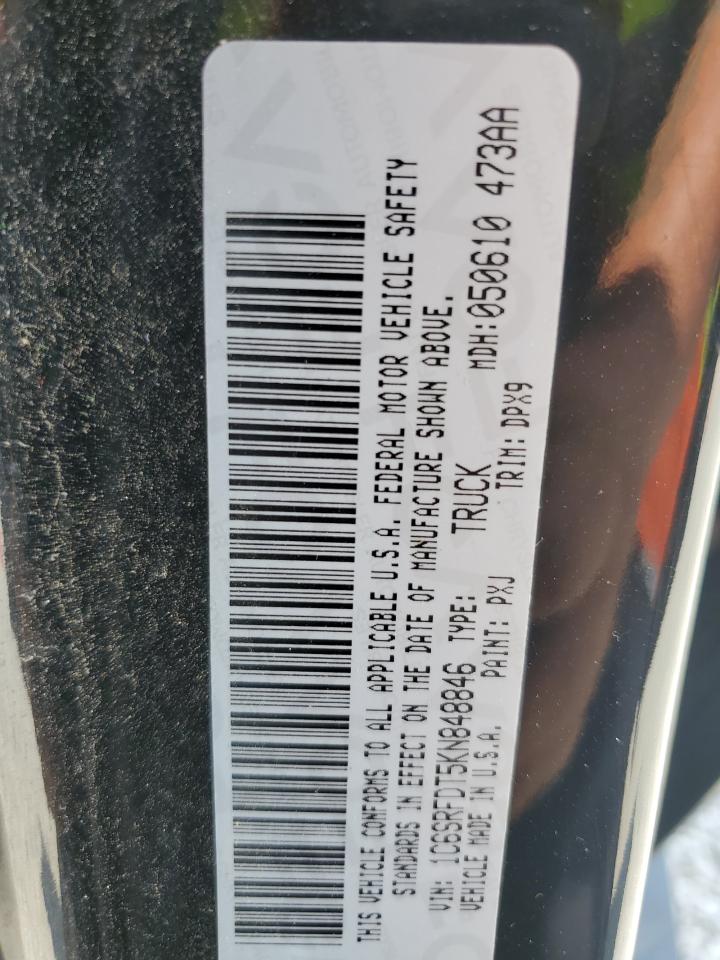 THIS VEHICLE CONFORMS TO ALL APPLICABLE U.S.A. FEDERAL MOTOR VEHICLE SAFETY
STANDARDS IN EFFECT ON THE DATE OF MANUFACTURE SHOWN ABOVE.
VIN: 1C6SRFDT5KN848846 TYPE: TRUCK MDH:050610 473AA
VEHICLE MADE IN U.S.A. PAINT: PXJ TRIM: DPX9